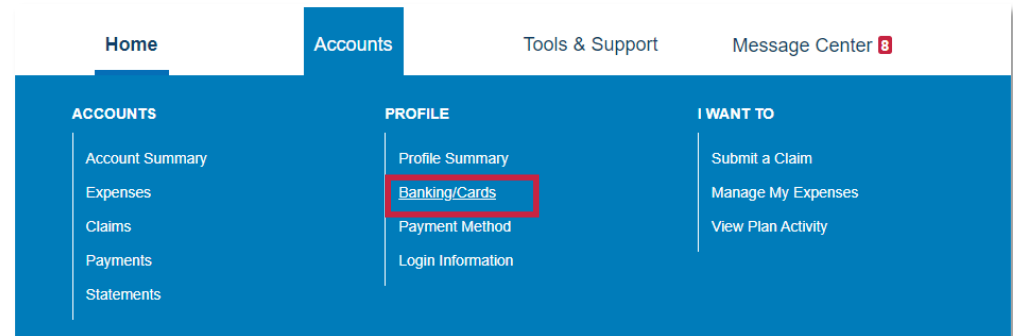 Home
Accounts
Tools & Support
Message Center 8
ACCOUNTS
Account Summary
Expenses
Claims
Payments
Statements
PROFILE
Profile Summary
Banking/Cards
Payment Method
Login Information
I WANT TO
Submit a Claim
Manage My Expenses
View Plan Activity